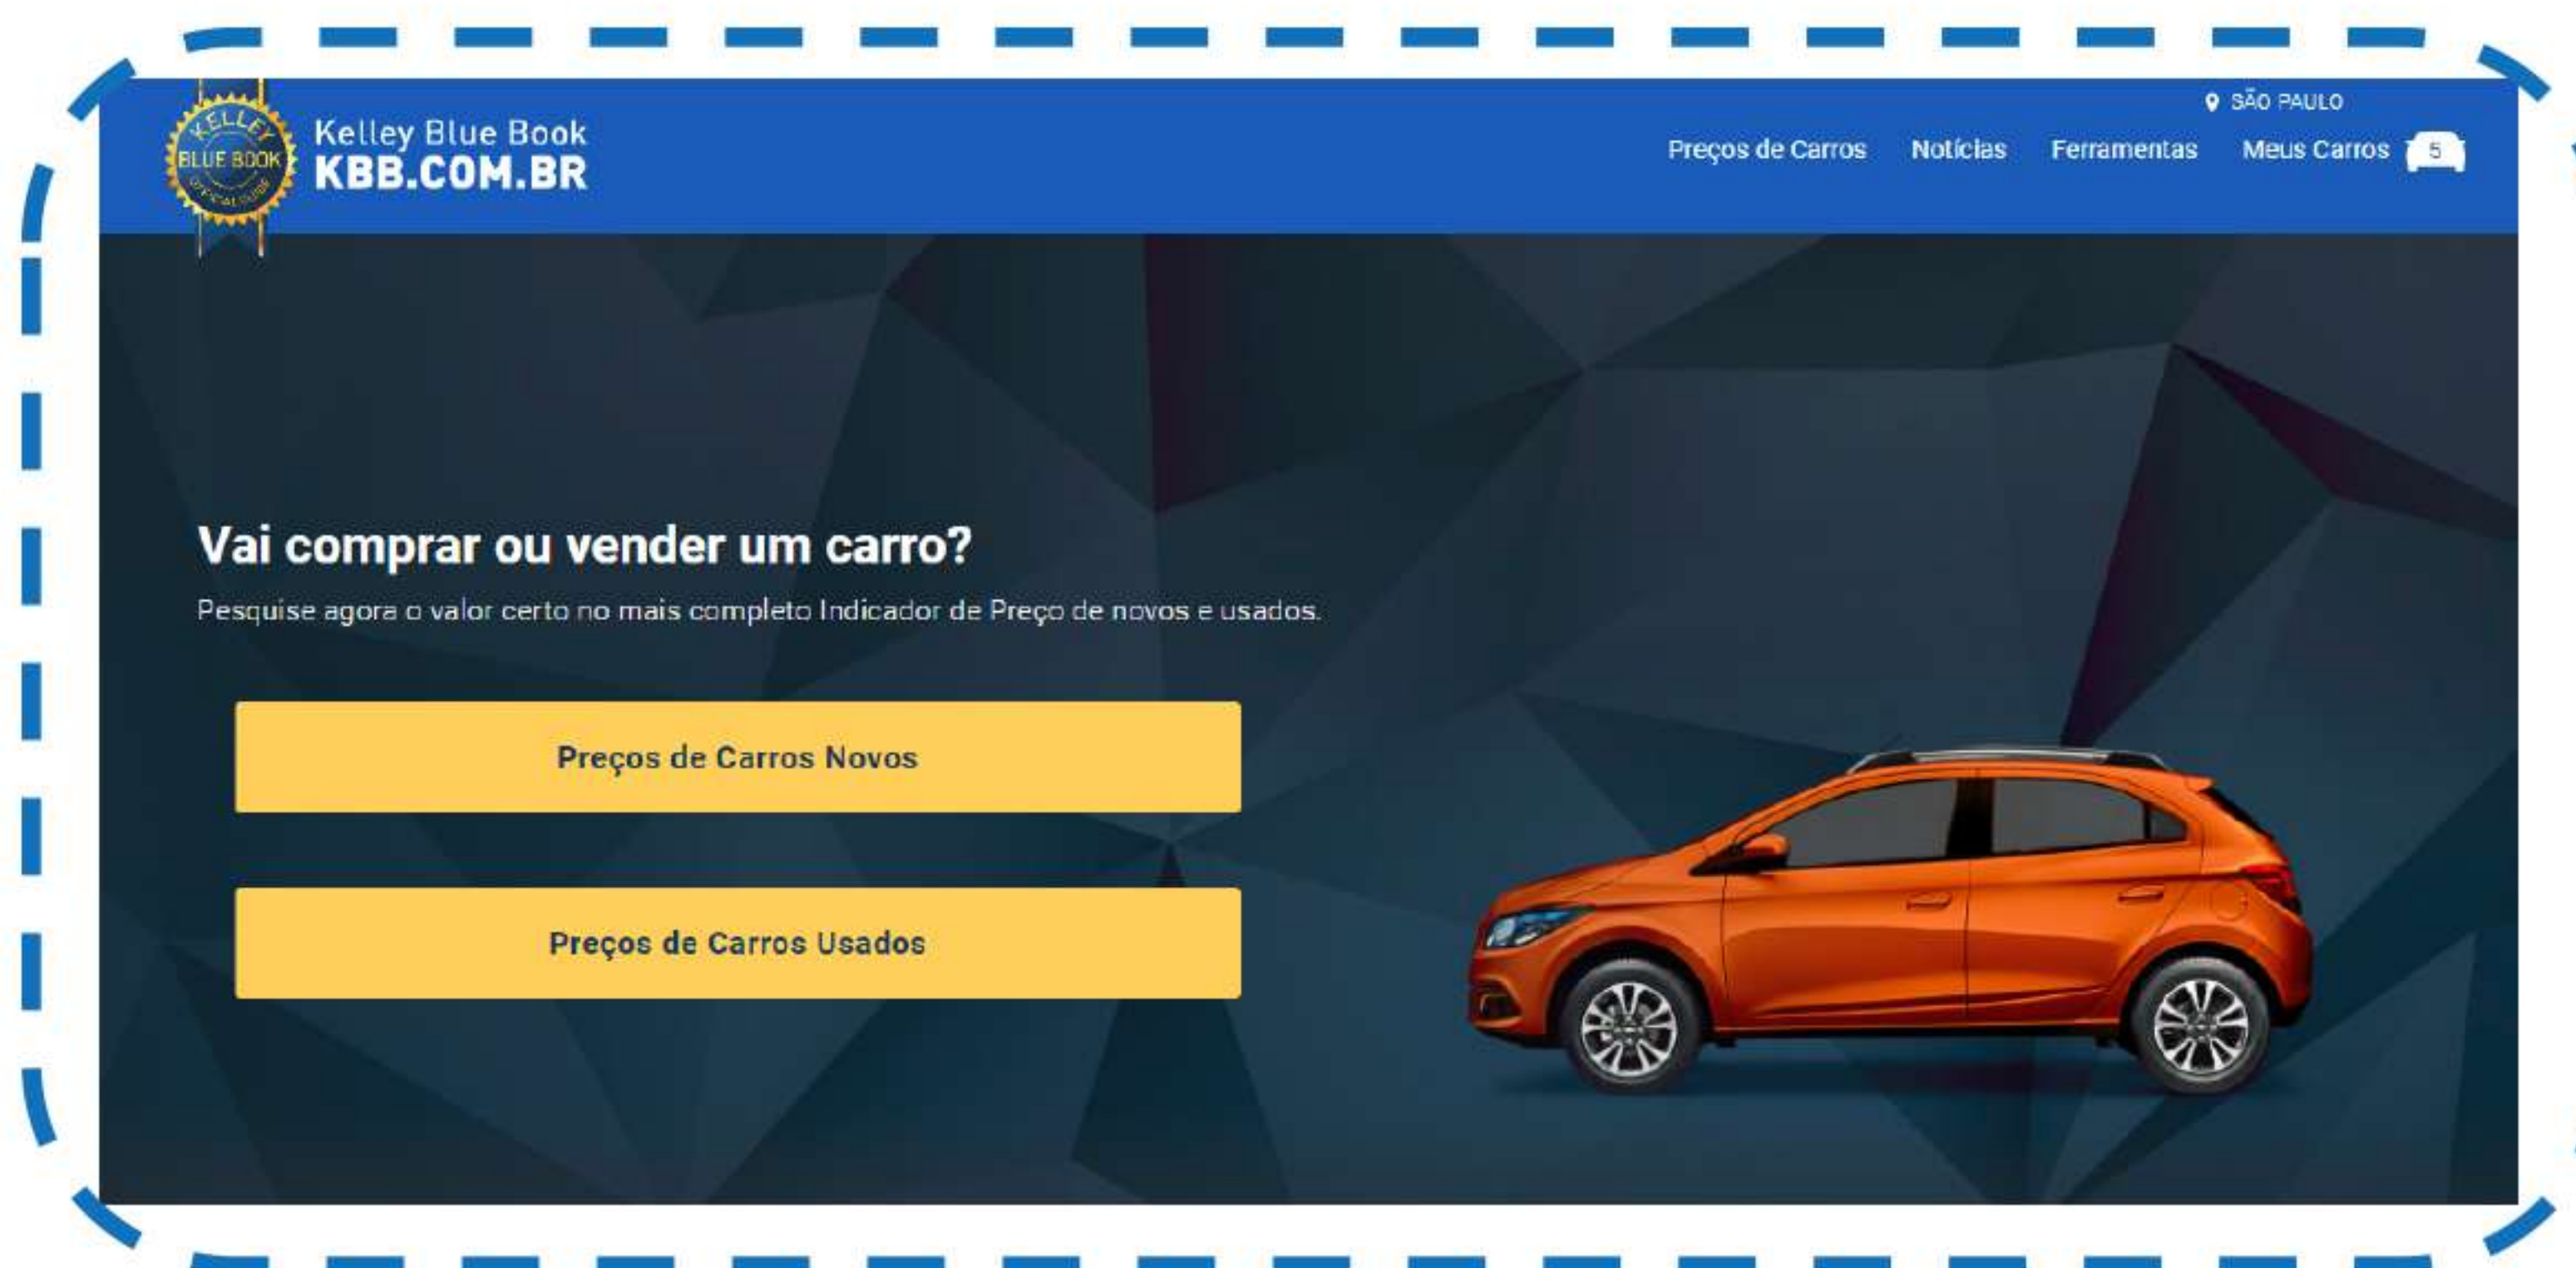 SÃO PAULO
KELLEY
BLUE BOOK
Kelley Blue Book
KBB.COM.BR
Preços de Carros Notícias Ferramentas Meus Carros 5
Vai comprar ou vender um carro?
Pesquise agora o valor certo no mais completo Indicador de Preço de novos e usados.
Preços de Carros Novos
Preços de Carros Usados